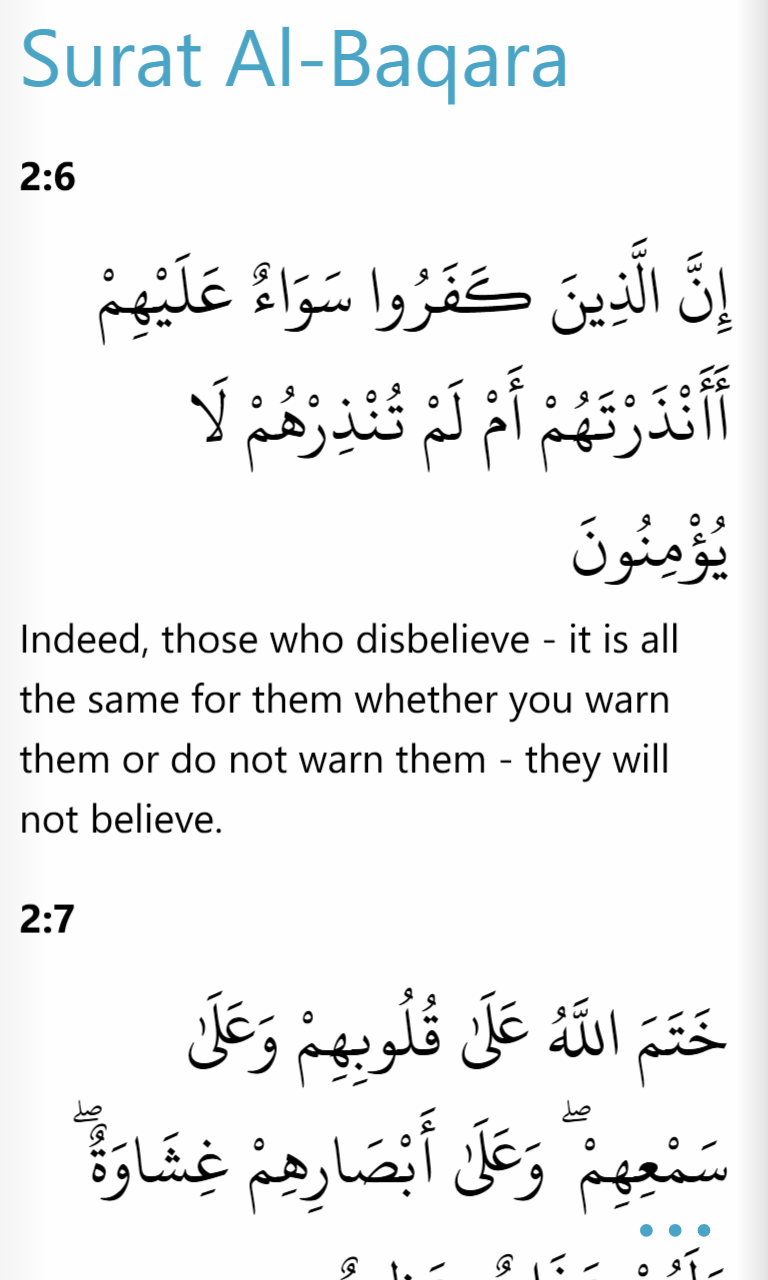 Surat Al-Baqara
2:6
إِنَّ الَّذِينَ كَفَرُوا سَوَاءٌ عَلَيْهِمْ
أَأَنْذَرْتَهُمْ أَمْ لَمْ تُنْذِرْهُمْ لَا
يُؤْمِنُونَ
Indeed, those who disbelieve - it is all
the same for them whether you warn
them or do not warn them - they will
not believe.
2:7
خَتَمَ اللَّهُ عَلَىٰ قُلُوبِهِمْ وَعَلَىٰ
سَمْعِهِمْ ۖ وَعَلَىٰ أَبْصَارِهِمْ غِشَاوَةٌ ۖ